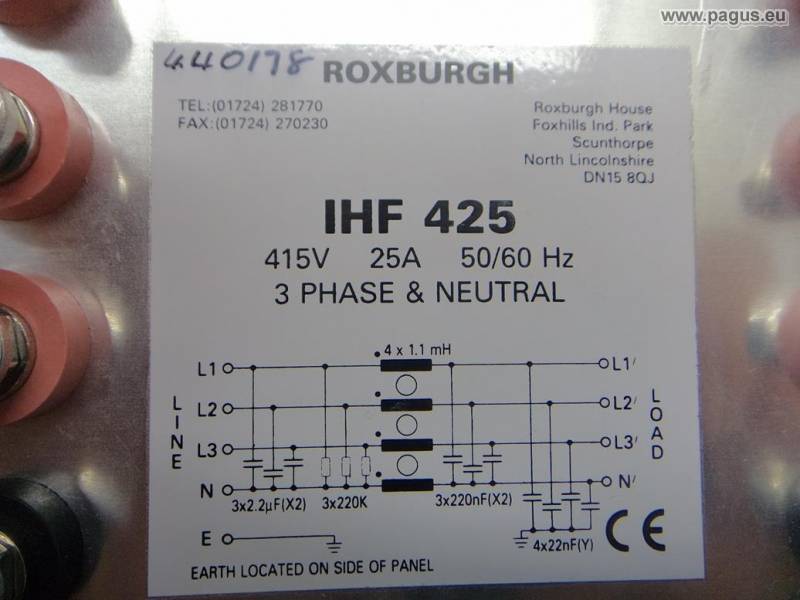 www.pagus.eu
440178 ROXBURGH
TEL:(01724) 281770
FAX:(01724) 270230
Roxburgh House
Foxhills Ind. Park
Scunthorpe
North Lincolnshire
DN15 8QJ
IHF 425
415V 25A 50/60 Hz
3 PHASE & NEUTRAL
4 x 1.1 mH
LINE
L1
L2
L3
N
E
L1′
L2′
L3′
N′
LOAD
3x2.2µF(X2)
3x220K
3x220nF(X2)
4x22nF(Y)
CE
EARTH LOCATED ON SIDE OF PANEL